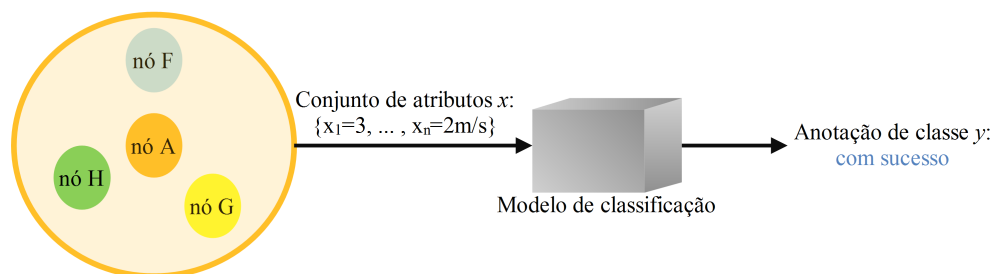 nó F
nó A
nó H
nó G
Conjunto de atributos x:
{x₁=3, ... , xₙ=2m/s}
Modelo de classificação
Anotação de classe y:
com sucesso